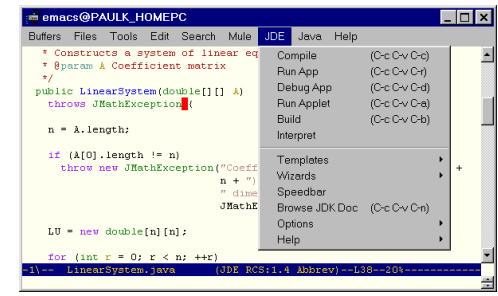 emacs@PAULK_HOMEPC
Buffers Files Tools Edit Search Mule JDE Java Help
* Constructs a system of linear eq
* @param A Coefficient matrix
*/
public LinearSystem(double[][] A)
throws JMathException {
n = A.length;
if (A[0].length != n)
throw new JMathException("Coeff +
n + ")
" dime
JMathE
LU = new double[n][n];
for (int r = 0; r < n; ++r)
Compile (C-c C-v C-c)
Run App (C-c C-v C-r)
Debug App (C-c C-v C-d)
Run Applet (C-c C-v C-a)
Build (C-c C-v C-b)
Interpret
Templates
Wizards
Speedbar
Browse JDK Doc (C-c C-v C-n)
Options
Help
-1\-- LinearSystem.java (JDE RCS:1.4 Abbrev)--L38--20%-------------